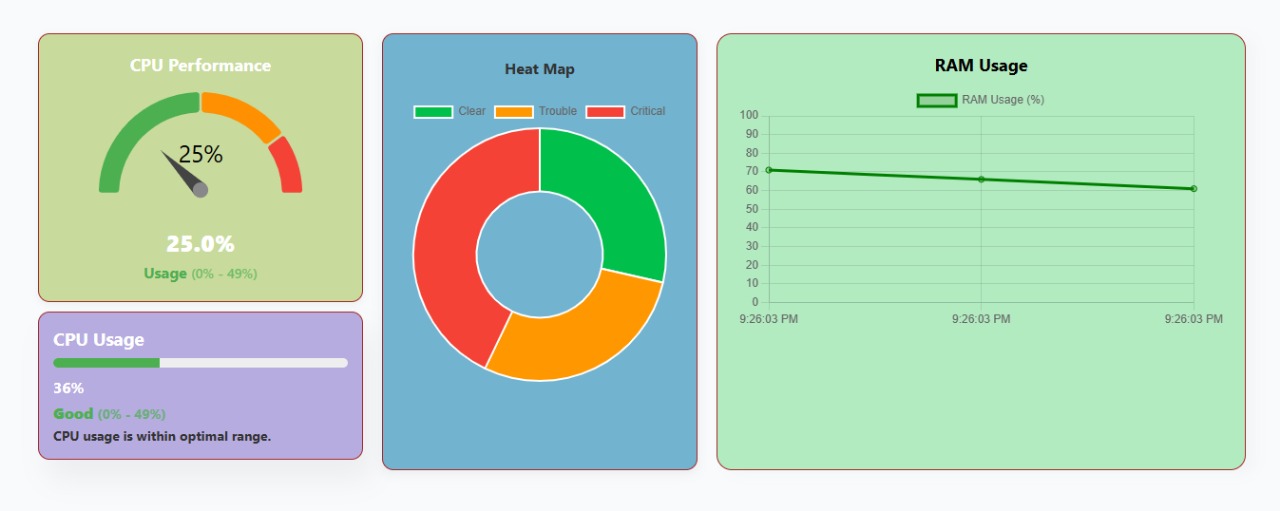 CPU Performance
25%
25.0%
Usage (0% - 49%)
CPU Usage
36%
Good (0% - 49%)
CPU usage is within optimal range.
Heat Map
Clear Trouble Critical
RAM Usage
RAM Usage (%)
100
90
80
70
60
50
40
30
20
10
0
9:26:03 PM 9:26:03 PM 9:26:03 PM